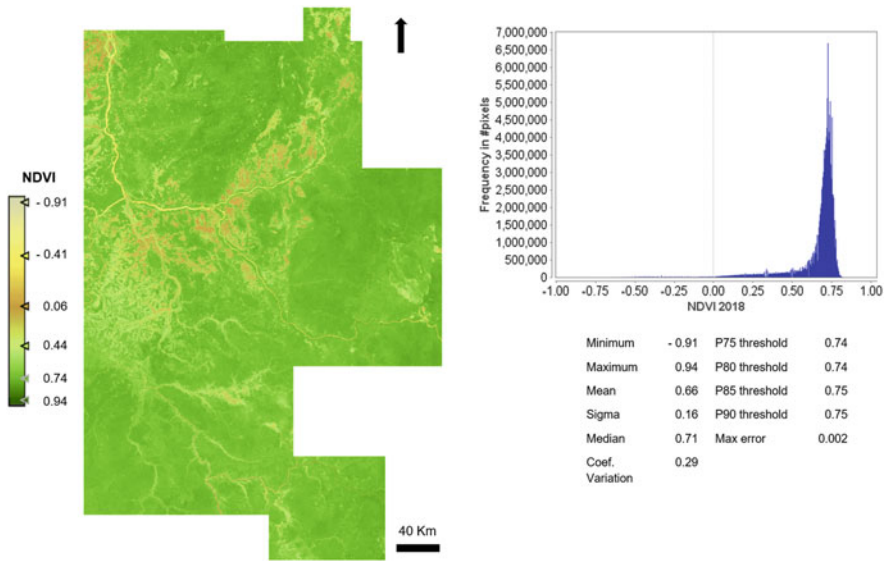 NDVI
- 0.91
- 0.41
0.06
0.44
0.74
0.94
40 Km
Frequency in #pixels
7,000,000
6,500,000
6,000,000
5,500,000
5,000,000
4,500,000
4,000,000
3,500,000
3,000,000
2,500,000
2,000,000
1,500,000
1,000,000
500,000
0
-1.00 -0.75 -0.50 -0.25 0.00 0.25 0.50 0.75 1.00
NDVI 2018
Minimum - 0.91 P75 threshold 0.74
Maximum 0.94 P80 threshold 0.74
Mean 0.66 P85 threshold 0.75
Sigma 0.16 P90 threshold 0.75
Median 0.71 Max error 0.002
Coef. 0.29
Variation